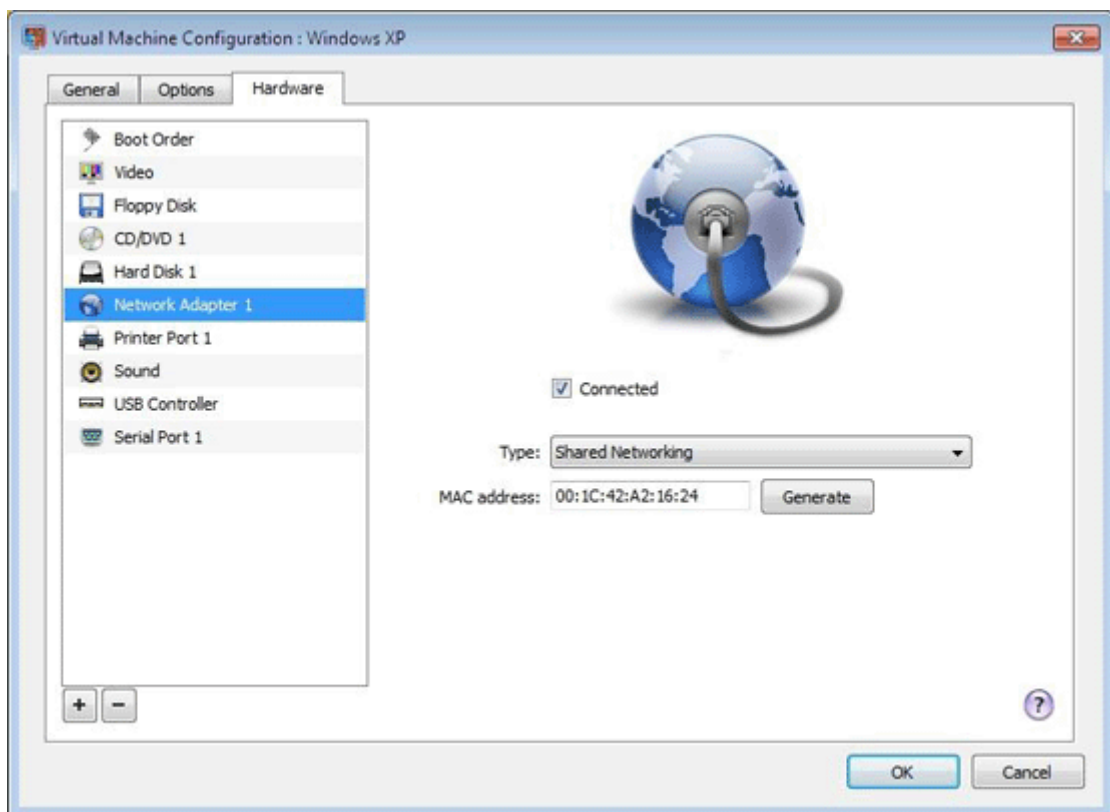 Virtual Machine Configuration : Windows XP
General Options Hardware
Boot Order
Video
Floppy Disk
CD/DVD 1
Hard Disk 1
Network Adapter 1
Printer Port 1
Sound
USB Controller
Serial Port 1
Connected
Type: Shared Networking
MAC address: 00:1C:42:A2:16:24 Generate
+ -
?
OK Cancel